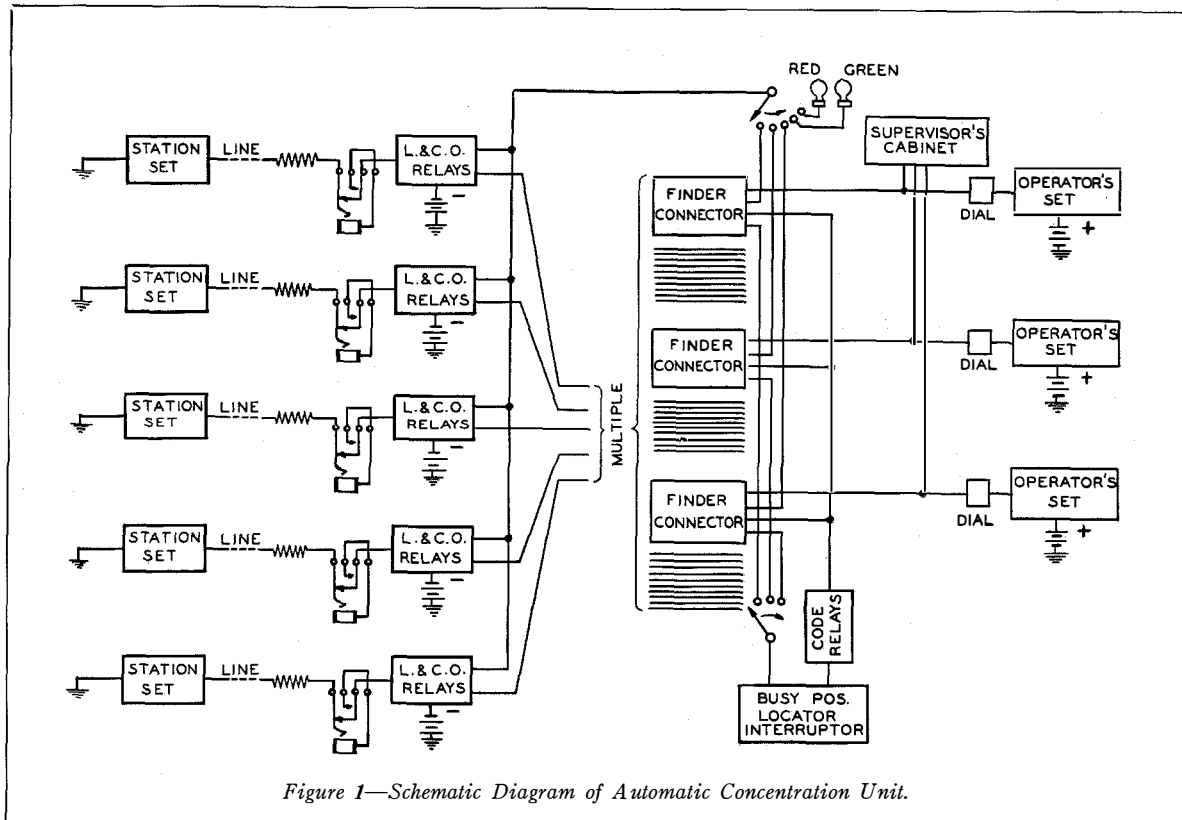 RED GREEN
SUPERVISOR'S
CABINET
STATION
SET
LINE
L.&C.O.
RELAYS
−
FINDER
CONNECTOR
DIAL
OPERATOR'S
SET
+
STATION
SET
LINE
L.&C.O.
RELAYS
−
FINDER
CONNECTOR
DIAL
OPERATOR'S
SET
+
STATION
SET
LINE
L.&C.O.
RELAYS
−
MULTIPLE
FINDER
CONNECTOR
DIAL
OPERATOR'S
SET
+
STATION
SET
LINE
L.&C.O.
RELAYS
−
CODE
RELAYS
STATION
SET
LINE
L.&C.O.
RELAYS
−
BUSY POS.
LOCATOR
INTERRUPTOR
Figure 1—Schematic Diagram of Automatic Concentration Unit.